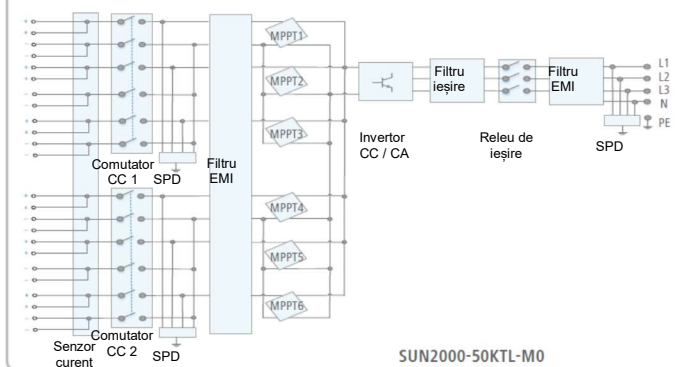 MPPT1
MPPT2
MPPT3
Comutator
CC 1
SPD
Filtru
EMI
MPPT4
MPPT5
MPPT6
Senzor
curent
Comutator
CC 2
SPD
Invertor
CC / CA
Filtru
ieșire
Releu de
ieșire
Filtru
EMI
SPD
L1
L2
L3
N
PE
SUN2000-50KTL-M0